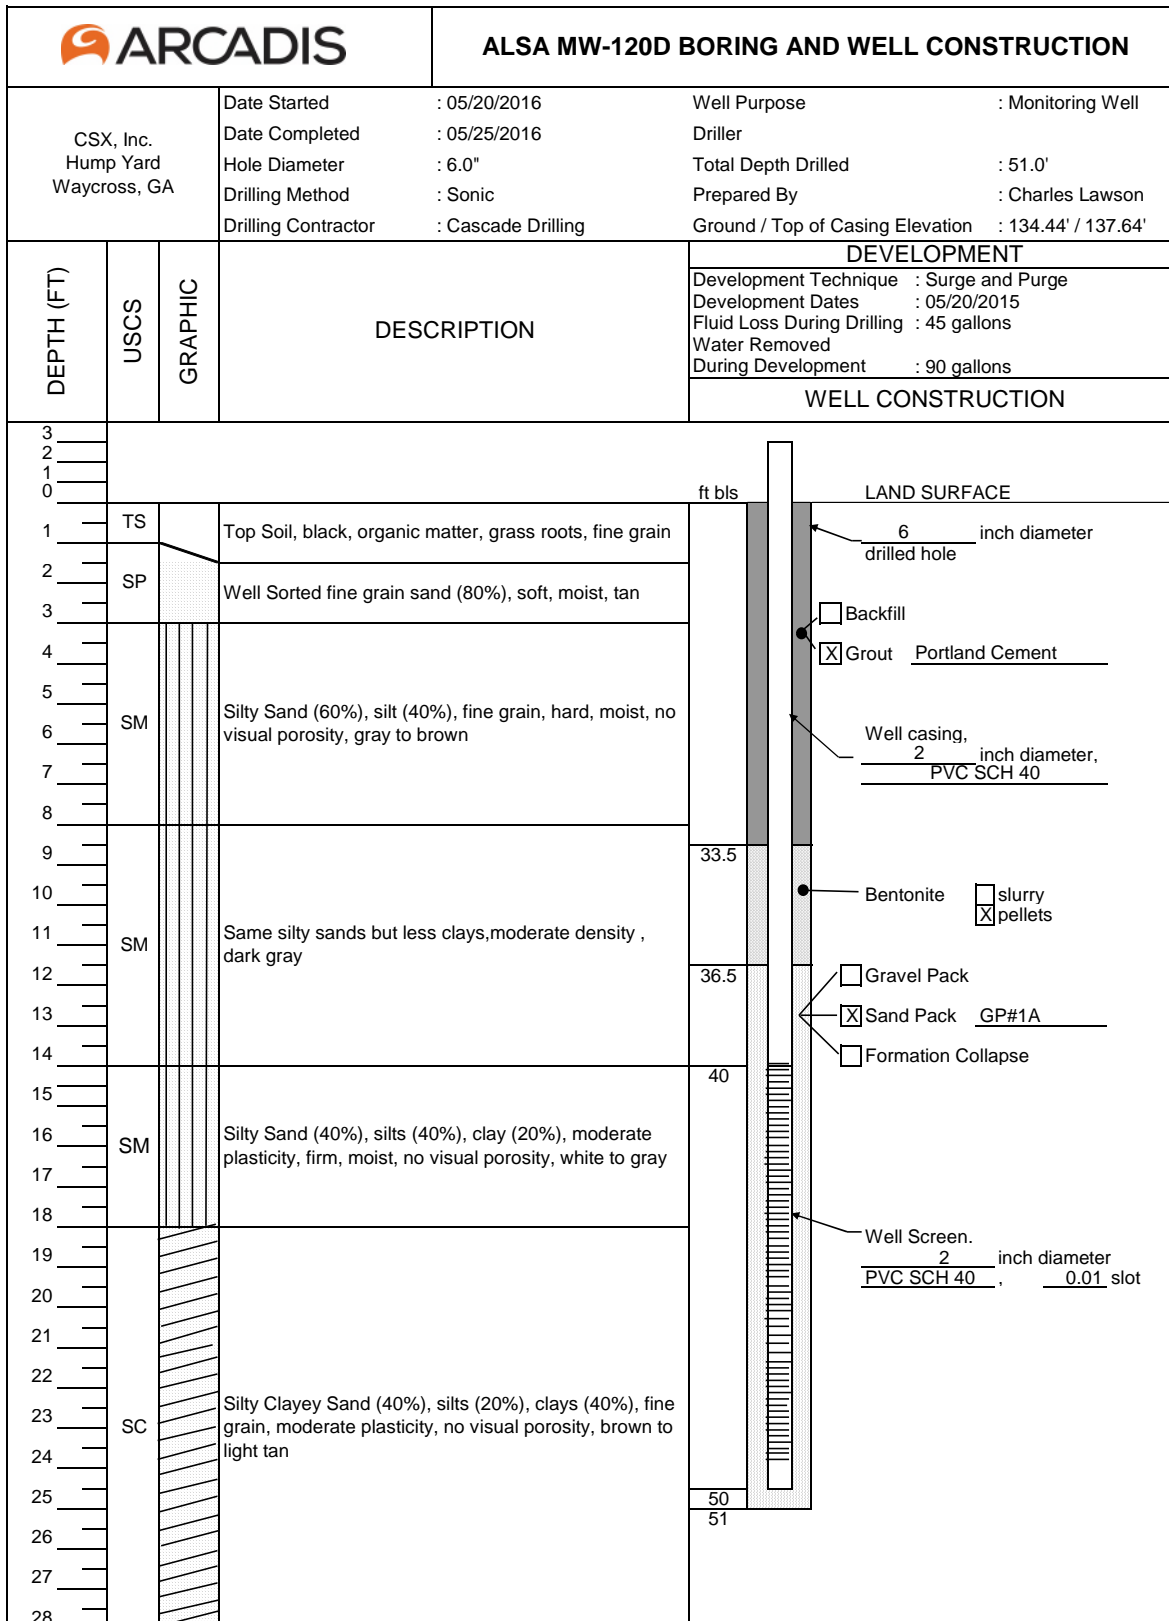 ARCADIS
ALSA MW-120D BORING AND WELL CONSTRUCTION
CSX, Inc.
Hump Yard
Waycross, GA
Date Started : 05/20/2016
Date Completed : 05/25/2016
Hole Diameter : 6.0"
Drilling Method : Sonic
Drilling Contractor : Cascade Drilling
Well Purpose : Monitoring Well
Driller
Total Depth Drilled : 51.0'
Prepared By : Charles Lawson
Ground / Top of Casing Elevation : 134.44' / 137.64'
DEPTH (FT)
USCS
GRAPHIC
DESCRIPTION
DEVELOPMENT
Development Technique : Surge and Purge
Development Dates : 05/20/2015
Fluid Loss During Drilling : 45 gallons
Water Removed
During Development : 90 gallons
WELL CONSTRUCTION
3
2
1
0
ft bls
LAND SURFACE
1
TS
Top Soil, black, organic matter, grass roots, fine grain
6 inch diameter
drilled hole
2
SP
Well Sorted fine grain sand (80%), soft, moist, tan
3
Backfill
4
X Grout Portland Cement
5
SM
Silty Sand (60%), silt (40%), fine grain, hard, moist, no
visual porosity, gray to brown
6
Well casing,
2 inch diameter,
PVC SCH 40
7
8
9
33.5
10
Bentonite
slurry
X pellets
11
SM
Same silty sands but less clays,moderate density ,
dark gray
12
36.5
Gravel Pack
13
X Sand Pack GP#1A
14
Formation Collapse
40
15
16
SM
Silty Sand (40%), silts (40%), clay (20%), moderate
plasticity, firm, moist, no visual porosity, white to gray
17
18
19
Well Screen.
2 inch diameter
PVC SCH 40 , 0.01 slot
20
21
22
23
SC
Silty Clayey Sand (40%), silts (20%), clays (40%), fine
grain, moderate plasticity, no visual porosity, brown to
light tan
24
25
50
51
26
27
28